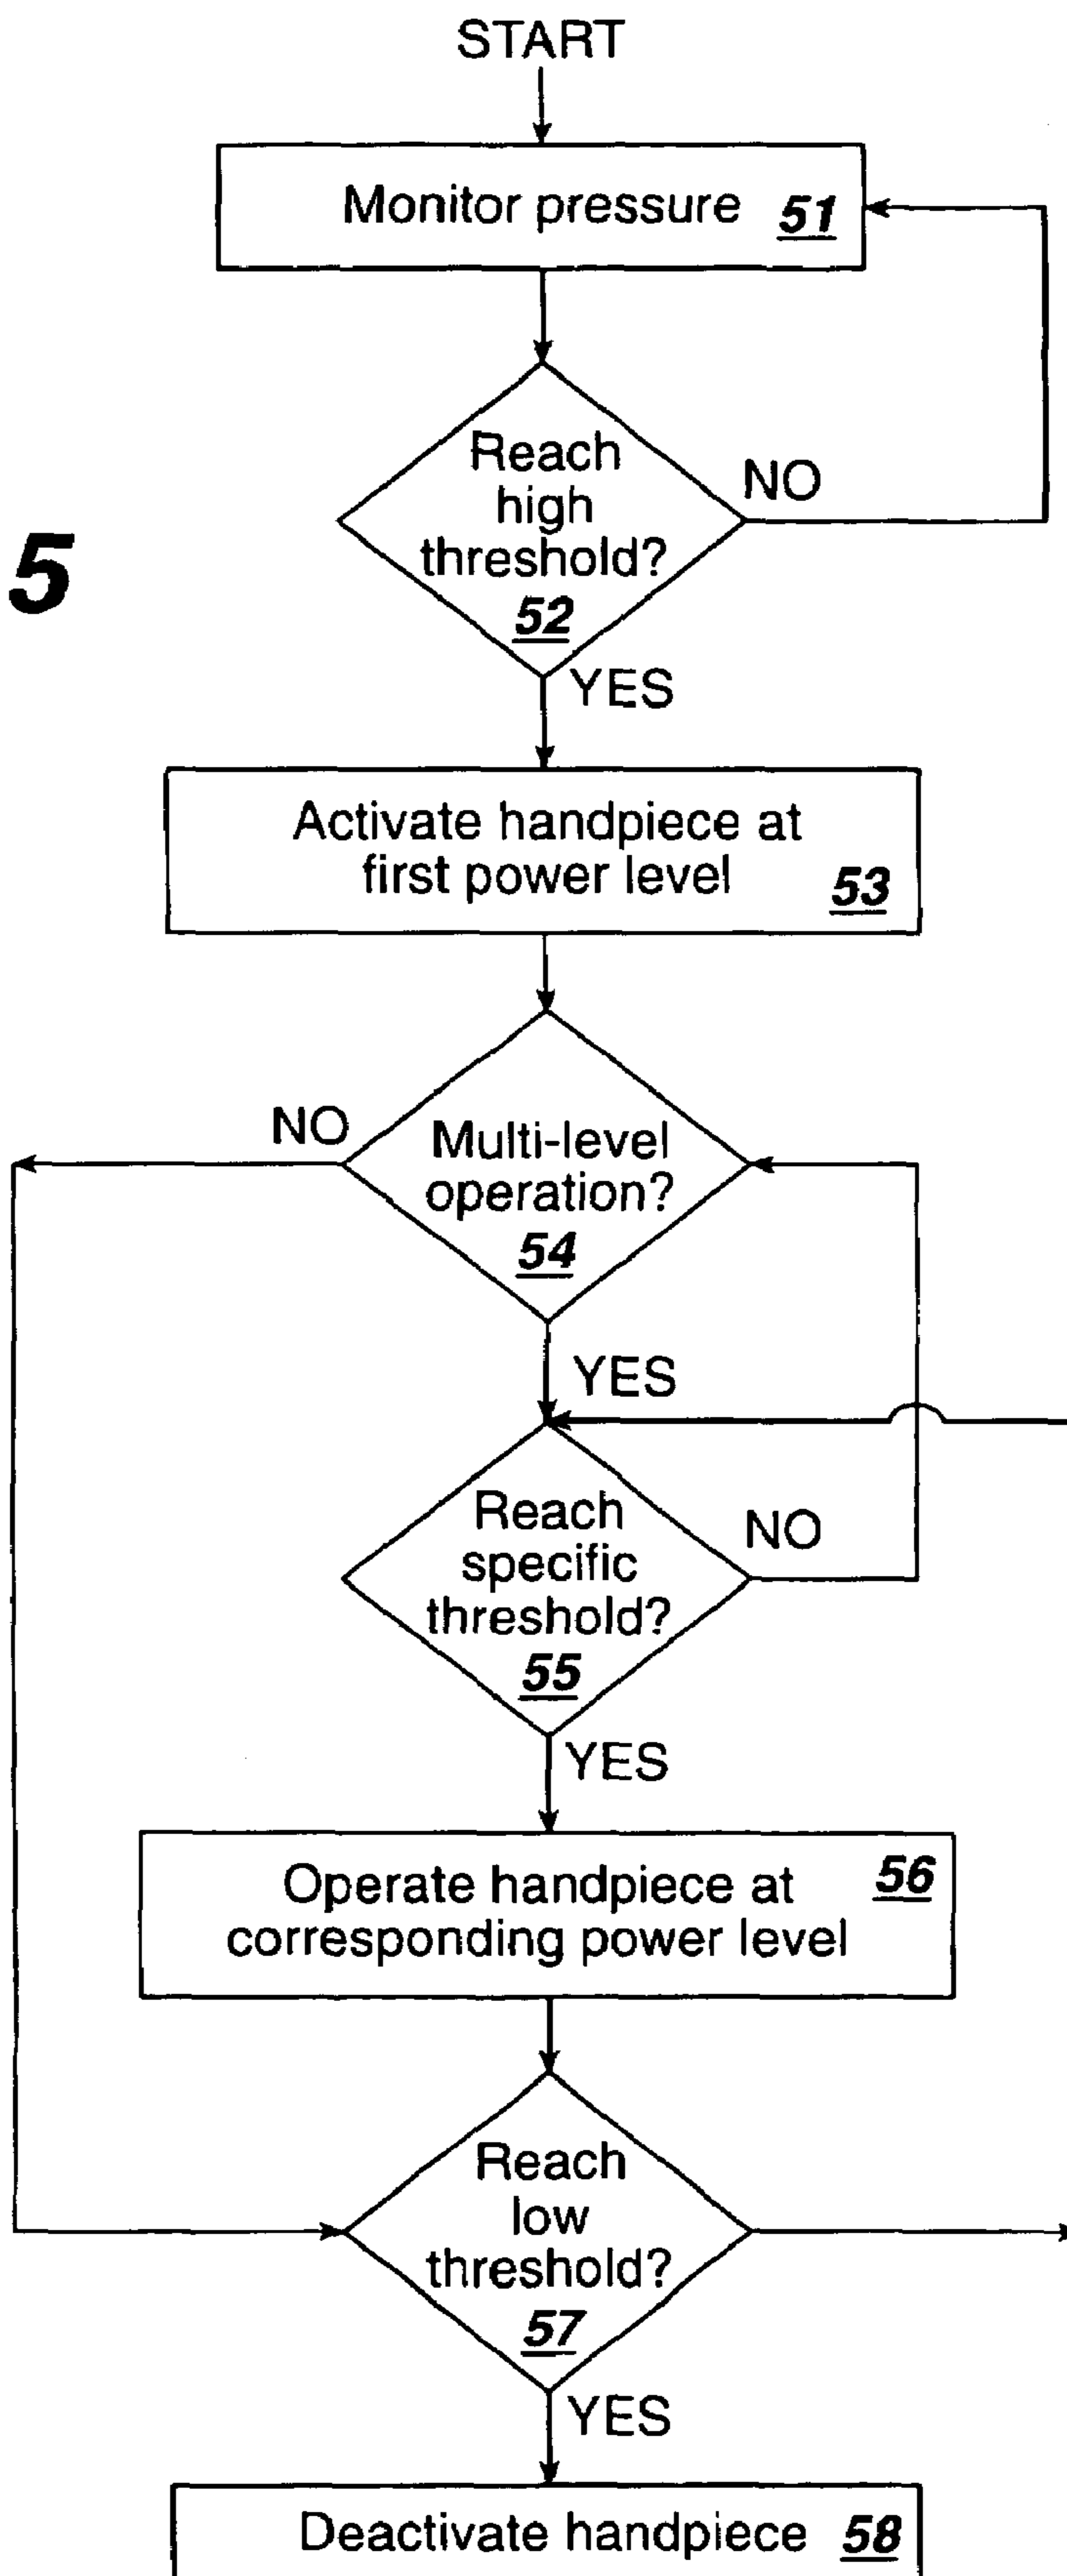 START
Monitor pressure 51
Reach
high
threshold?
52
NO
5
YES
Activate handpiece at
first power level 53
NO
Multi-level
operation?
54
YES
Reach
specific
threshold?
55
NO
YES
Operate handpiece at
corresponding power level
56
Reach
low
threshold?
57
YES
Deactivate handpiece 58